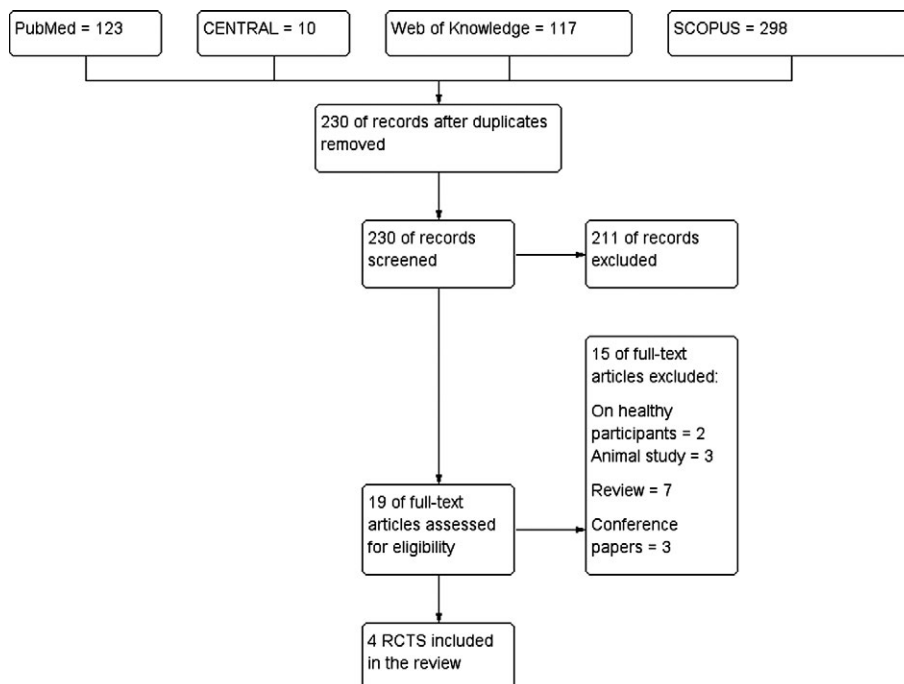 PubMed = 123
CENTRAL = 10
Web of Knowledge = 117
SCOPUS = 298
230 of records after duplicates
removed
230 of records
screened
211 of records
excluded
15 of full-text
articles excluded:
On healthy
participants = 2
Animal study = 3
Review = 7
Conference
papers = 3
19 of full-text
articles assessed
for eligibility
4 RCTS included
in the review